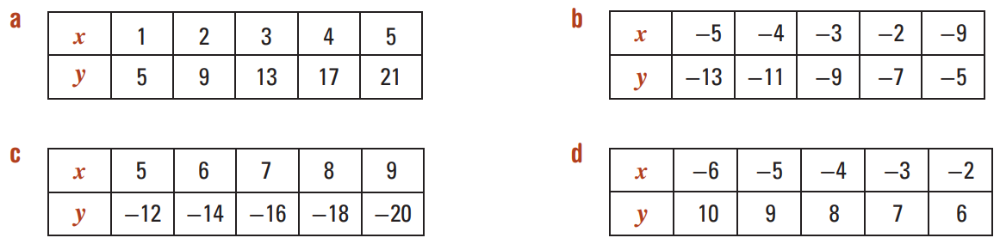 a
x 1 2 3 4 5
y 5 9 13 17 21
b
x −5 −4 −3 −2 −9
y −13 −11 −9 −7 −5
c
x 5 6 7 8 9
y −12 −14 −16 −18 −20
d
x −6 −5 −4 −3 −2
y 10 9 8 7 6